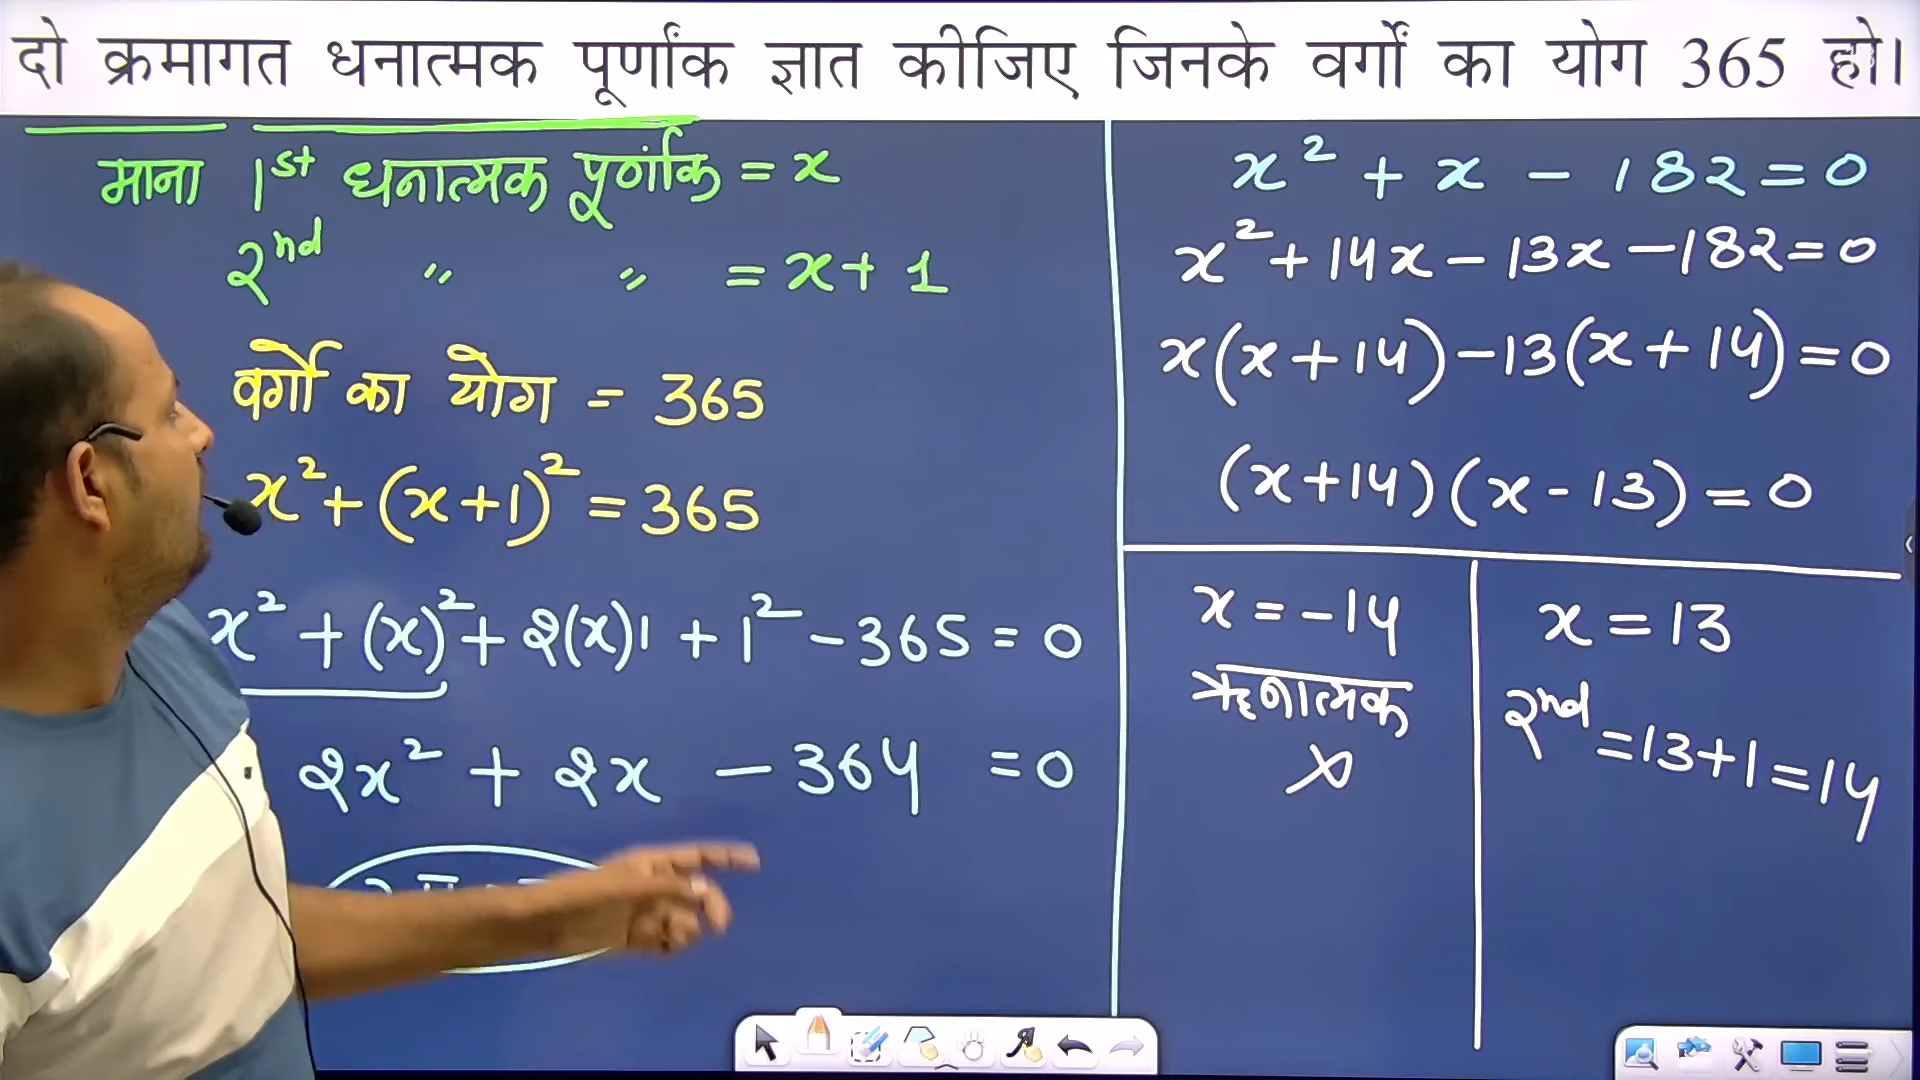 दो क्रमागत धनात्मक पूर्णांक ज्ञात कीजिए जिनके वर्गों का योग 365 हो।
माना 1st धनात्मक पूर्णांक = x
2nd " " = x + 1
वर्गों का योग = 365
x² + (x+1)² = 365
x² + (x)² + 2(x)1 + 1² - 365 = 0
2x² + 2x - 364 = 0
x² + x - 182 = 0
x² + 14x - 13x - 182 = 0
x(x+14) - 13(x+14) = 0
(x+14)(x-13) = 0
x = -14
ऋणात्मक
x = 13
2nd = 13+1 = 14